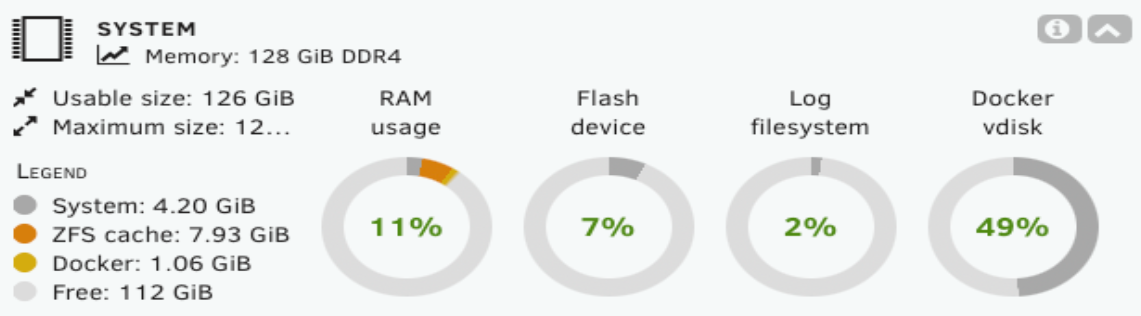 SYSTEM
Memory: 128 GiB DDR4
Usable size: 126 GiB
Maximum size: 12...
LEGEND
System: 4.20 GiB
ZFS cache: 7.93 GiB
Docker: 1.06 GiB
Free: 112 GiB
RAM
usage
11%
Flash
device
7%
Log
filesystem
2%
Docker
vdisk
49%